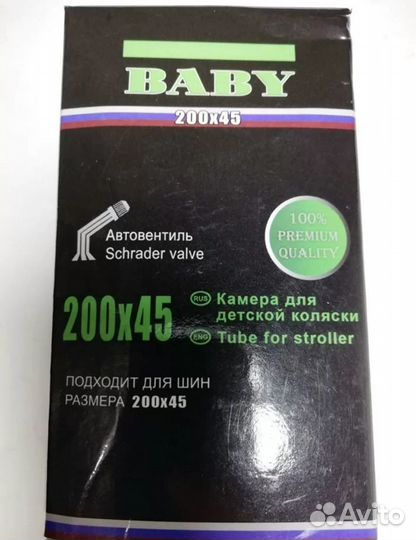 BABY
200x45
Автовентиль
Schrader valve
100%
PREMIUM
QUALITY
200x45
RUS Камера для
детской коляски
ENG Tube for stroller
ПОДХОДИТ ДЛЯ ШИН
РАЗМЕРА 200x45
Avito